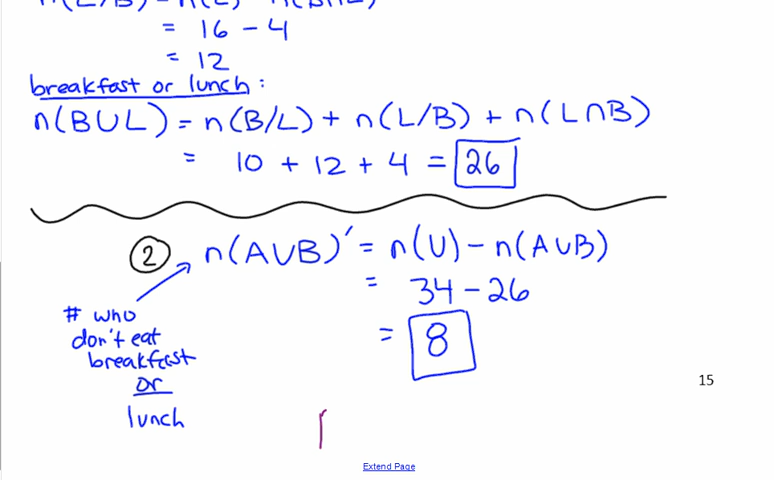 = 16 - 4
= 12
breakfast or lunch:
n(B∪L) = n(B/L) + n(L/B) + n(L∩B)
= 10 + 12 + 4 = 26
2 n(A∪B)' = n(U) - n(A∪B)
= 34 - 26
= 8
# who
don't eat
breakfast
or
lunch
15
Extend Page